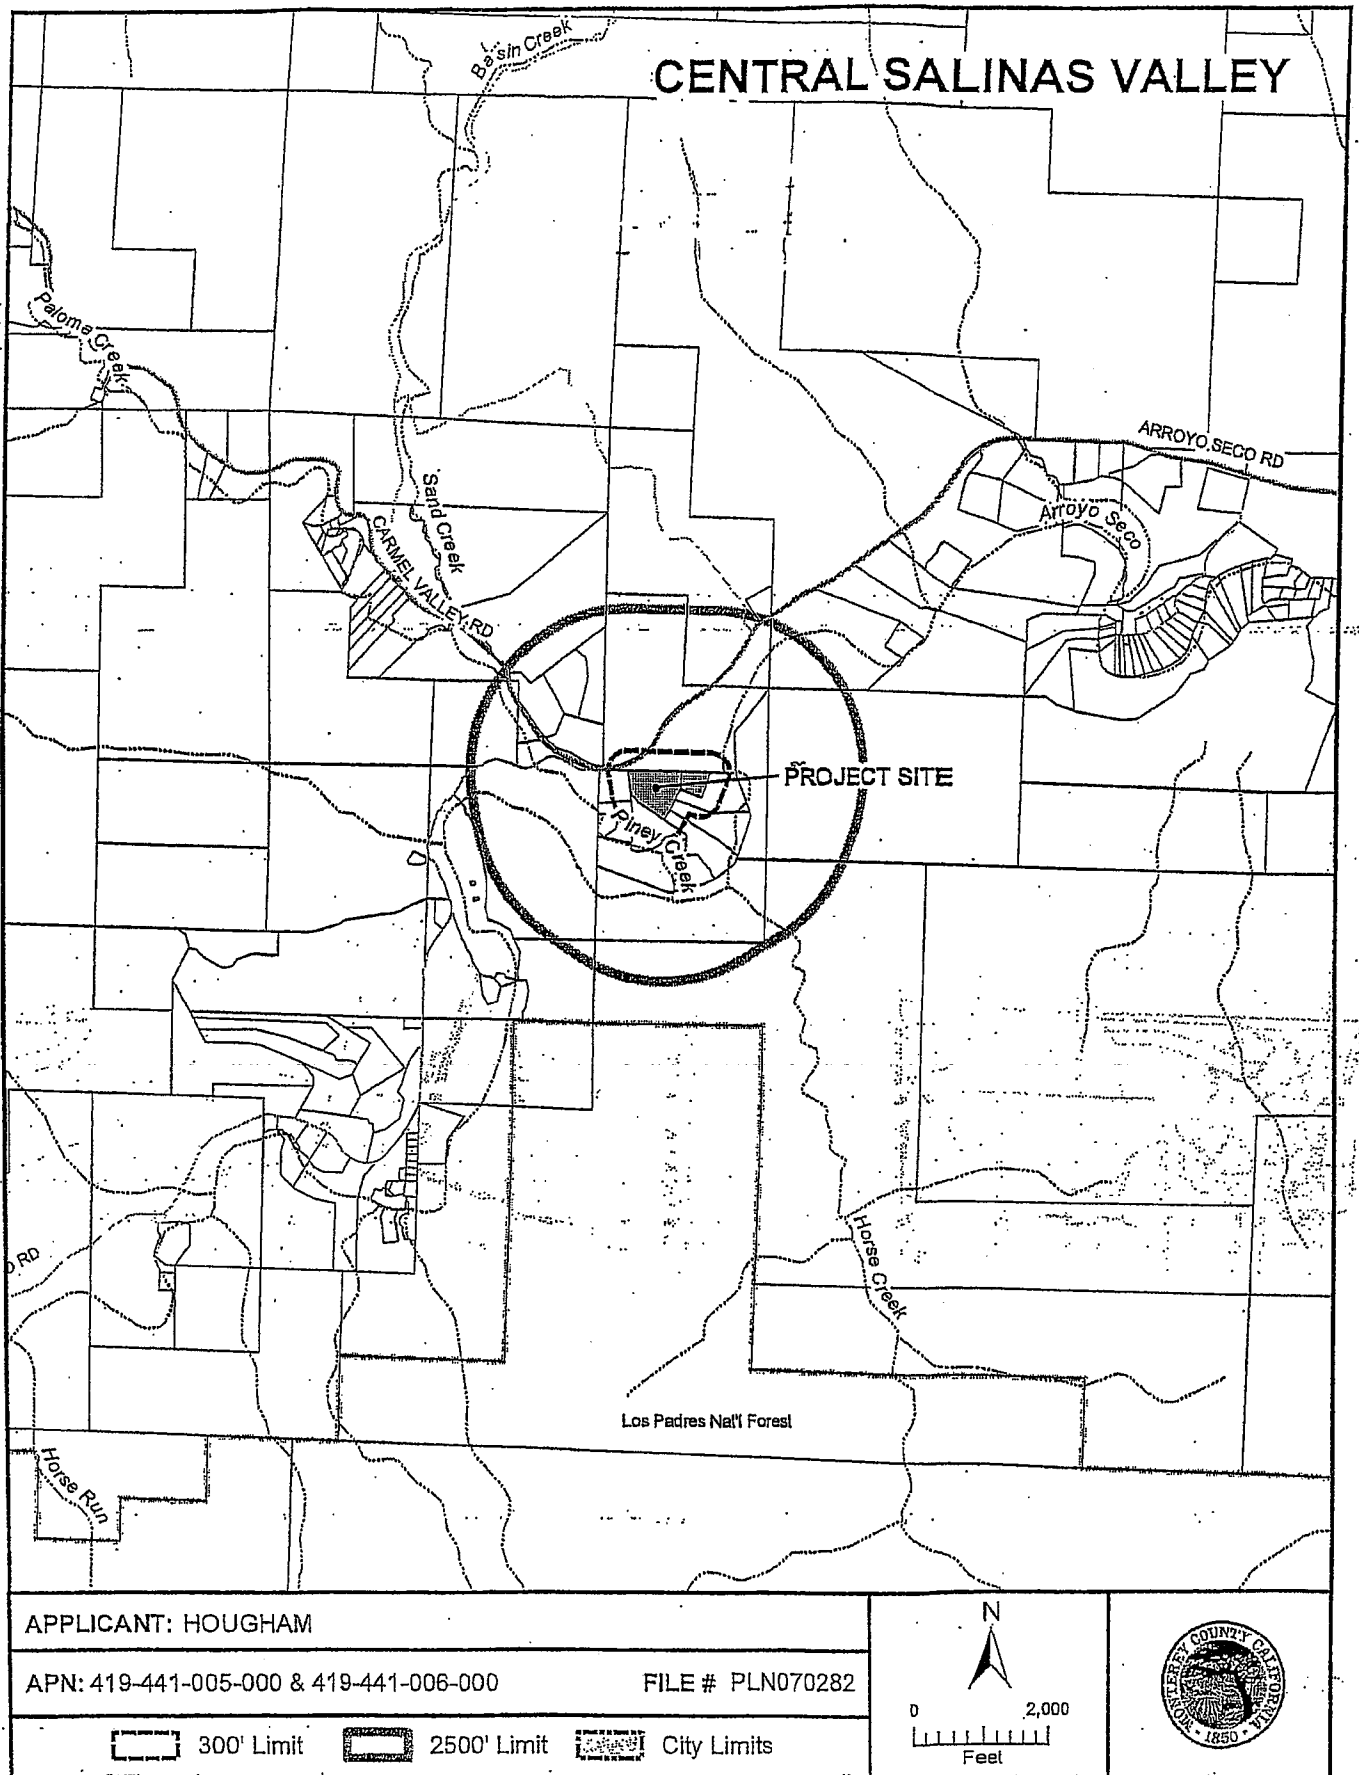 Basin Creek
CENTRAL SALINAS VALLEY
Paloma Creek
ARROYO SECO RD
Sand Creek
Arroyo Seco
CARMEL VALLEY RD
PROJECT SITE
Piney Creek
Horse Creek
RD
Los Padres Nat'l Forest
Horse Run
APPLICANT: HOUGHAM
APN: 419-441-005-000 & 419-441-006-000 FILE # PLN070282
300' Limit 2500' Limit City Limits
N
0 2,000
Feet
MONTEREY COUNTY CALIFORNIA
1850